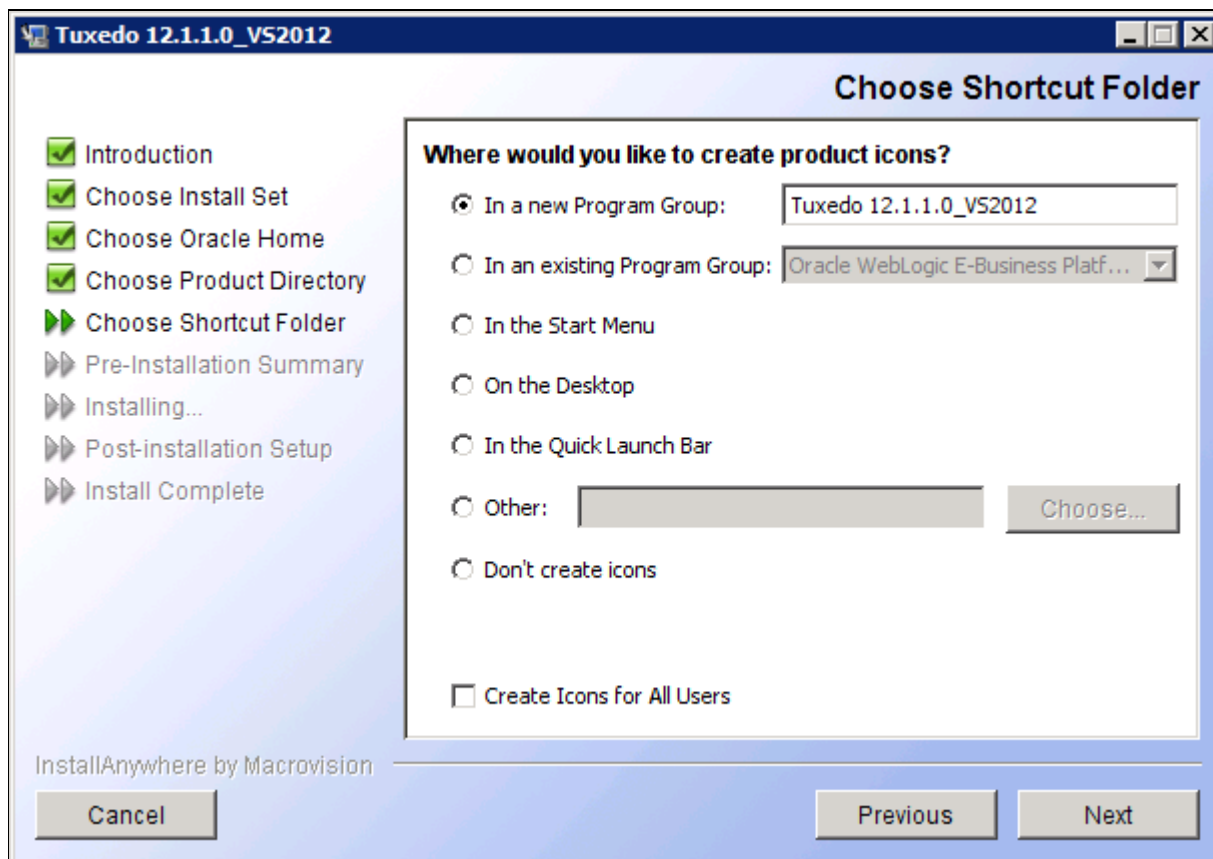 Tuxedo 12.1.1.0_VS2012
Choose Shortcut Folder
Introduction
Choose Install Set
Choose Oracle Home
Choose Product Directory
Choose Shortcut Folder
Pre-Installation Summary
Installing...
Post-installation Setup
Install Complete
Where would you like to create product icons?
In a new Program Group: Tuxedo 12.1.1.0_VS2012
In an existing Program Group: Oracle WebLogic E-Business Platf...
In the Start Menu
On the Desktop
In the Quick Launch Bar
Other: Choose...
Don't create icons
Create Icons for All Users
InstallAnywhere by Macrovision
Cancel Previous Next